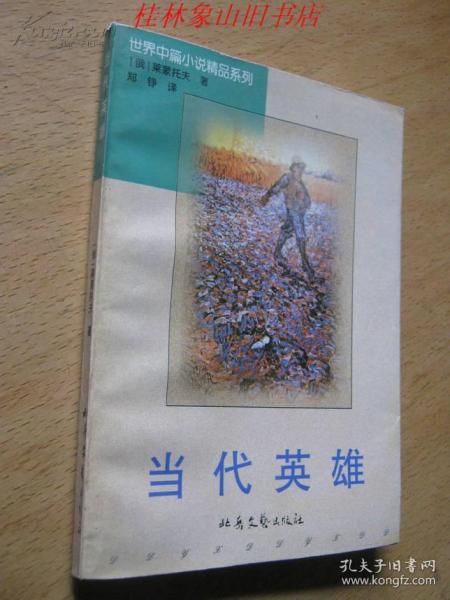 桂林象山旧书店
世界中篇小说精品系列
[俄]莱蒙托夫 著
郑铮 译
当代英雄
北岳文艺出版社
孔夫子旧书网
www.kongfz.com